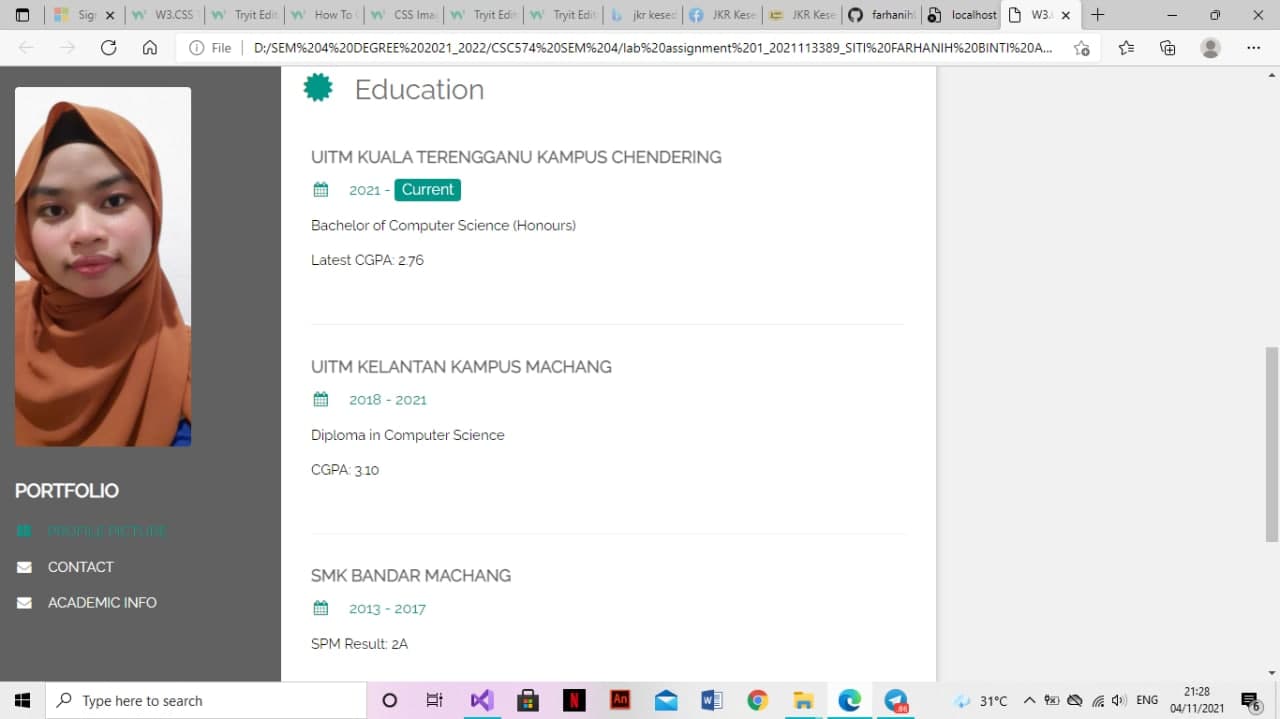 Sign
W3.CSS T
Tryit Edit
How To
CSS Imag
Tryit Edit
Tryit Edit
jkr kesed
JKR Kese
JKR Kese
farhanih
localhost
W3.
File
D:/SEM%204%20DEGREE%202021_2022/CSC574%20SEM%204/lab%20assignment%201_2021113389_SITI%20FARHANIH%20BINTI%20A...
Education
UITM KUALA TERENGGANU KAMPUS CHENDERING
2021 - Current
Bachelor of Computer Science (Honours)
Latest CGPA: 2.76
UITM KELANTAN KAMPUS MACHANG
2018 - 2021
Diploma in Computer Science
CGPA: 3.10
SMK BANDAR MACHANG
2013 - 2017
SPM Result: 2A
PORTFOLIO
PROFILE PICTURE
CONTACT
ACADEMIC INFO
Type here to search
31°C
ENG
21:28
04/11/2021
6